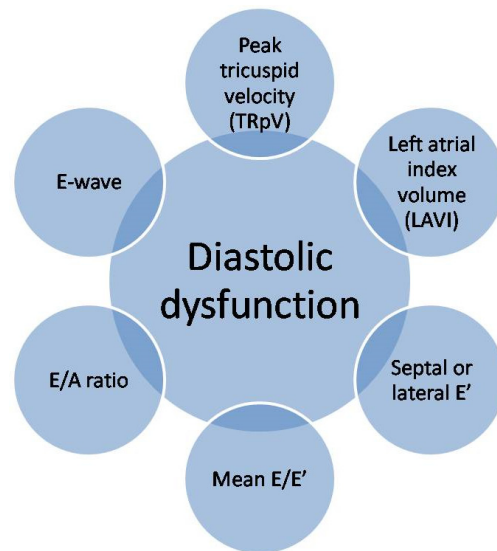 Peak
tricuspid
velocity
(TRpV)
Left atrial
index
volume
(LAVI)
E-wave
Diastolic
dysfunction
E/A ratio
Septal or
lateral E'
Mean E/E'